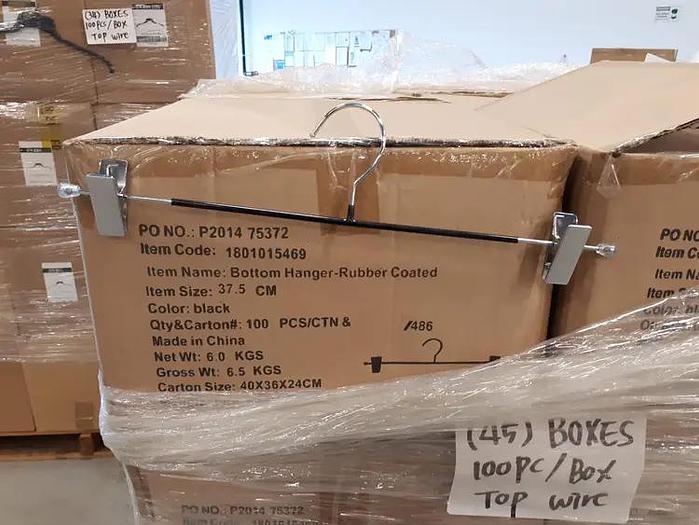 (34) BOXES
100PC/BOX
TOP wire
PO NO.: P2014 75372
Item Code: 1801015469
Item Name: Bottom Hanger-Rubber Coated
Item Size: 37.5 CM
Color: black
Qty&Carton#: 100 PCS/CTN & /486
Made in China
Net Wt: 6.0 KGS
Gross Wt: 6.5 KGS
Carton Size: 40X36X24CM
PO NO
Item C
Item N
Item S
(45) BOXES
100PC/BOX
TOP wire
PO NO.: P2014 75372